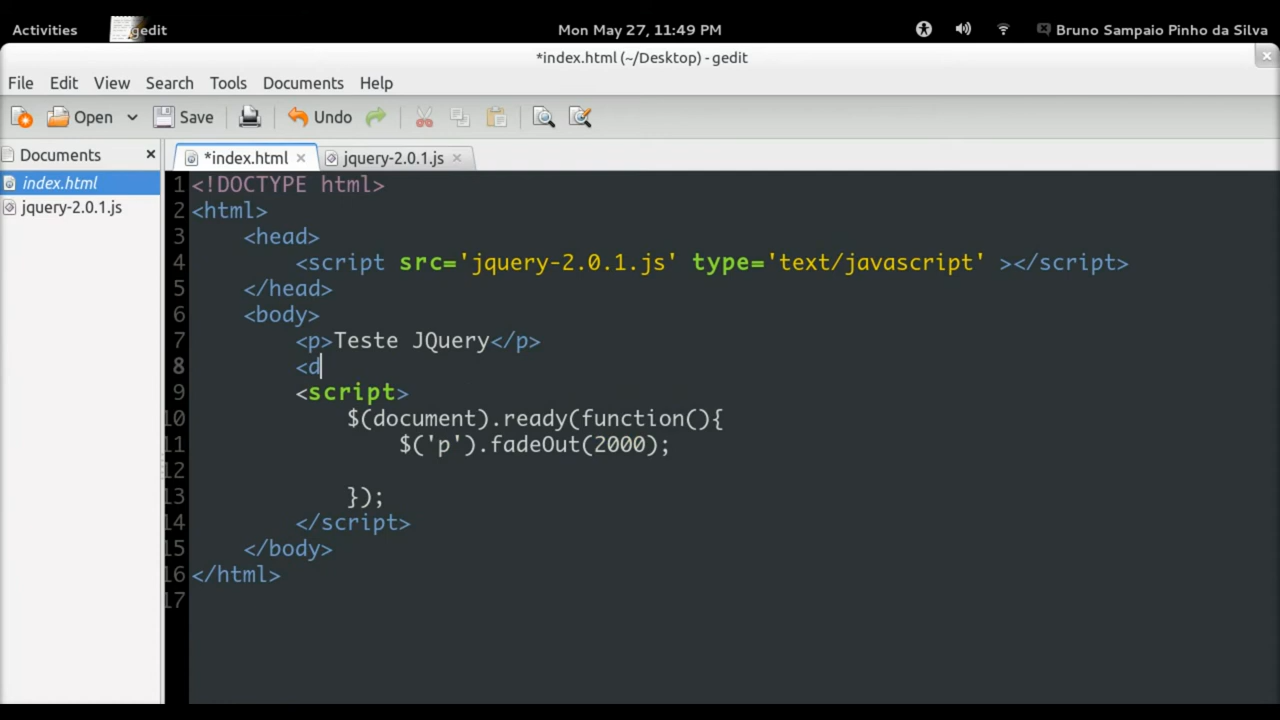 Activities gedit Mon May 27, 11:49 PM Bruno Sampaio Pinho da Silva
*index.html (~/Desktop) - gedit
File Edit View Search Tools Documents Help
Open Save Undo
Documents *index.html jquery-2.0.1.js
index.html
jquery-2.0.1.js
1 <!DOCTYPE html>
2 <html>
3 <head>
4 <script src='jquery-2.0.1.js' type='text/javascript' ></script>
5 </head>
6 <body>
7 <p>Teste JQuery</p>
8 <d
9 <script>
10 $(document).ready(function(){
11 $('p').fadeOut(2000);
12
13 });
14 </script>
15 </body>
16 </html>
17